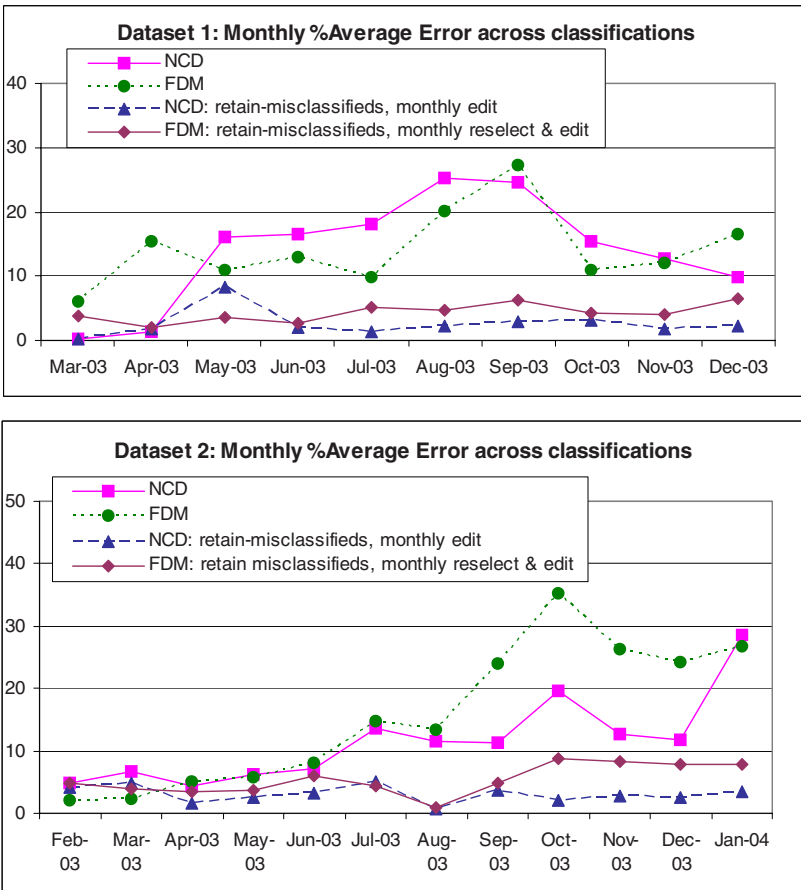 Dataset 1: Monthly %Average Error across classifications
NCD
FDM
NCD: retain-misclassifieds, monthly edit
FDM: retain-misclassifieds, monthly reselect & edit
40
30
20
10
0
Mar-03 Apr-03 May-03 Jun-03 Jul-03 Aug-03 Sep-03 Oct-03 Nov-03 Dec-03
Dataset 2: Monthly %Average Error across classifications
NCD
FDM
NCD: retain-misclassifieds, monthly edit
FDM: retain misclassifieds, monthly reselect & edit
50
40
30
20
10
0
Feb- Mar- Apr-03 May- Jun-03 Jul-03 Aug- Sep- Oct- Nov- Dec- Jan-04
03 03 03 03 03 03 03 03